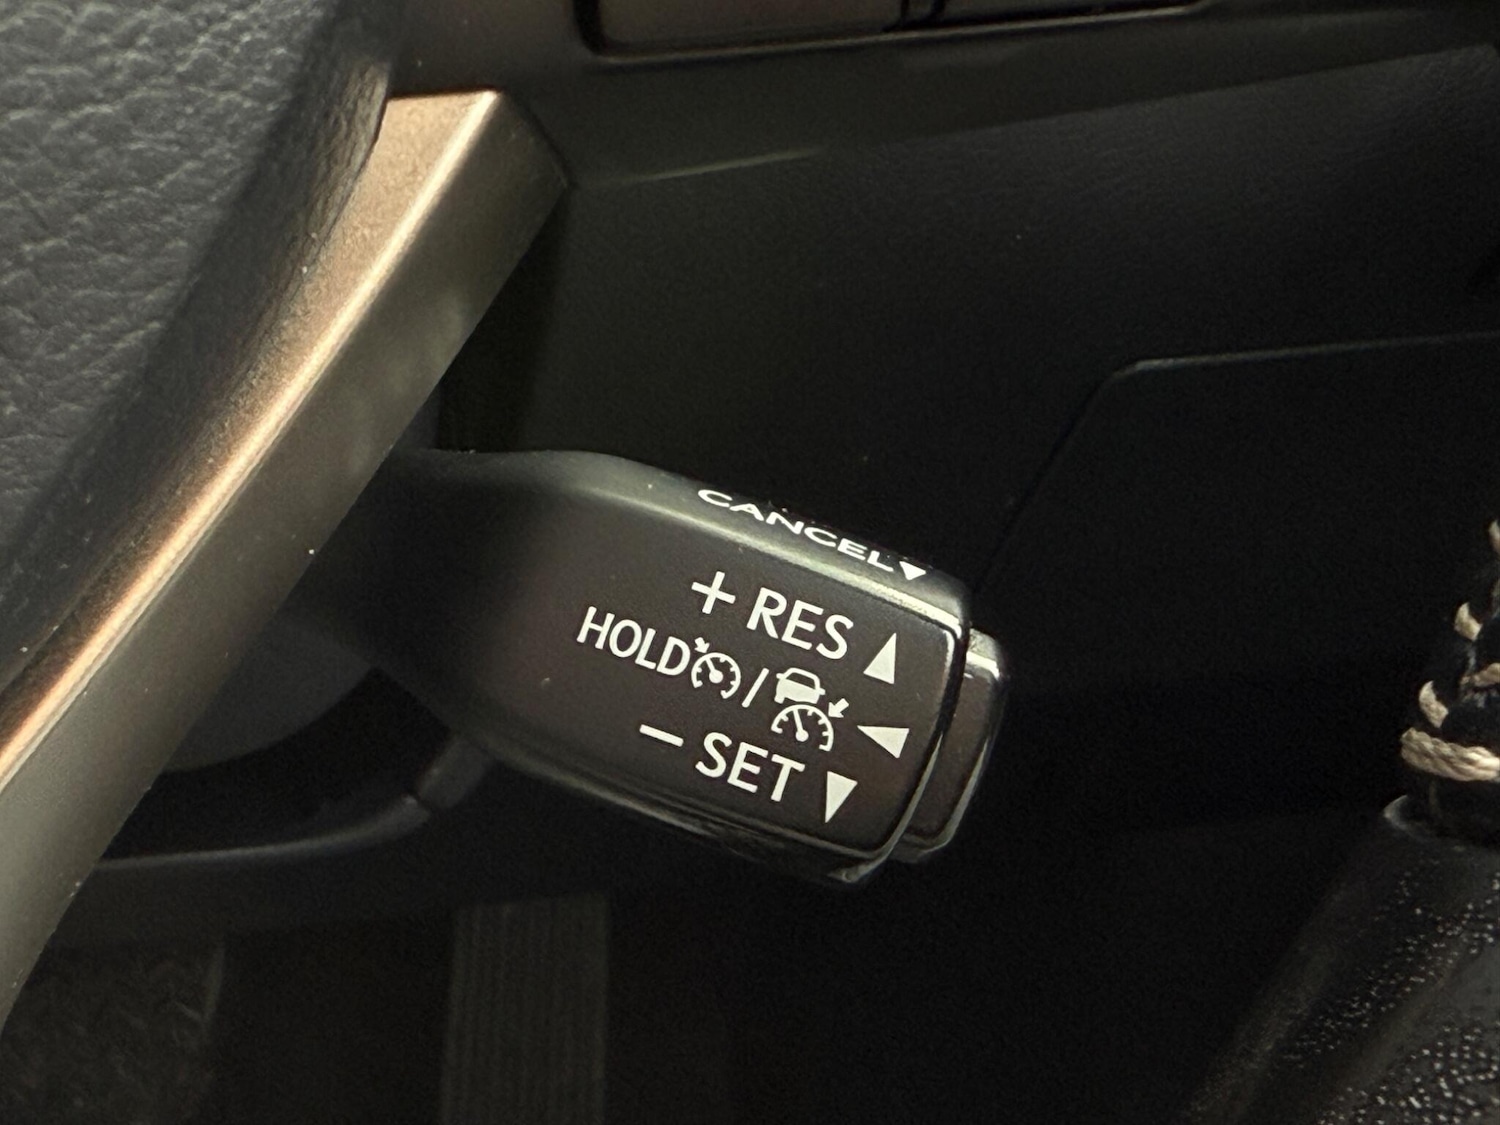 CANCEL▼
+ RES ▲
HOLD / ◀
− SET ▼